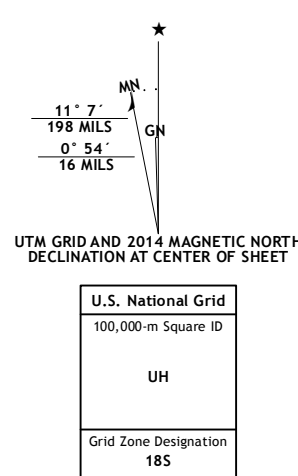 ★
MN
GN
11° 7´
198 MILS
0° 54´
16 MILS
UTM GRID AND 2014 MAGNETIC NORTH
DECLINATION AT CENTER OF SHEET
U.S. National Grid
100,000-m Square ID
UH
Grid Zone Designation
18S